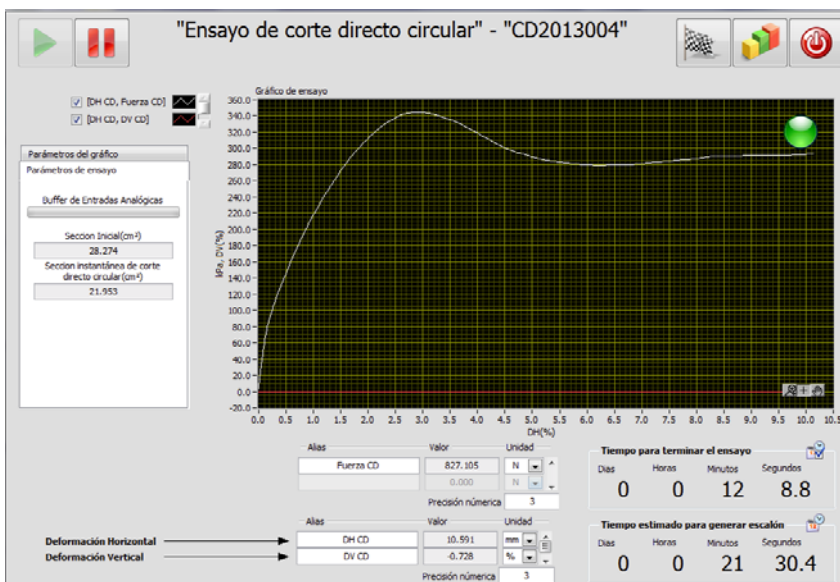 "Ensayo de corte directo circular" - "CD2013004"
[DH CD, Fuerza CD]
[DH CD, DV CD]
Parámetros del gráfico
Parámetros de ensayo
Buffer de Entradas Analógicas
Seccion Inicial(cm²)
28.274
Seccion instantánea de corte
directo circular(cm²)
21.953
Gráfico de ensayo
kPa, DV(%)
360.0
340.0
320.0
300.0
280.0
260.0
240.0
220.0
200.0
180.0
160.0
140.0
120.0
100.0
80.0
60.0
40.0
20.0
0.0
-20.0
0.0 0.5 1.0 1.5 2.0 2.5 3.0 3.5 4.0 4.5 5.0 5.5 6.0 6.5 7.0 7.5 8.0 8.5 9.0 9.5 10.0 10.5
DH(%)
Alias Valor Unidad
Fuerza CD 827.105 N
0.000 N
Precisión númerica 3
Alias Valor Unidad
Deformación Horizontal DH CD 10.591 mm
Deformación Vertical DV CD -0.728 %
Precisión númerica 3
Tiempo para terminar el ensayo
Dias Horas Minutos Segundos
0 0 12 8.8
Tiempo estimado para generar escalón
Dias Horas Minutos Segundos
0 0 21 30.4